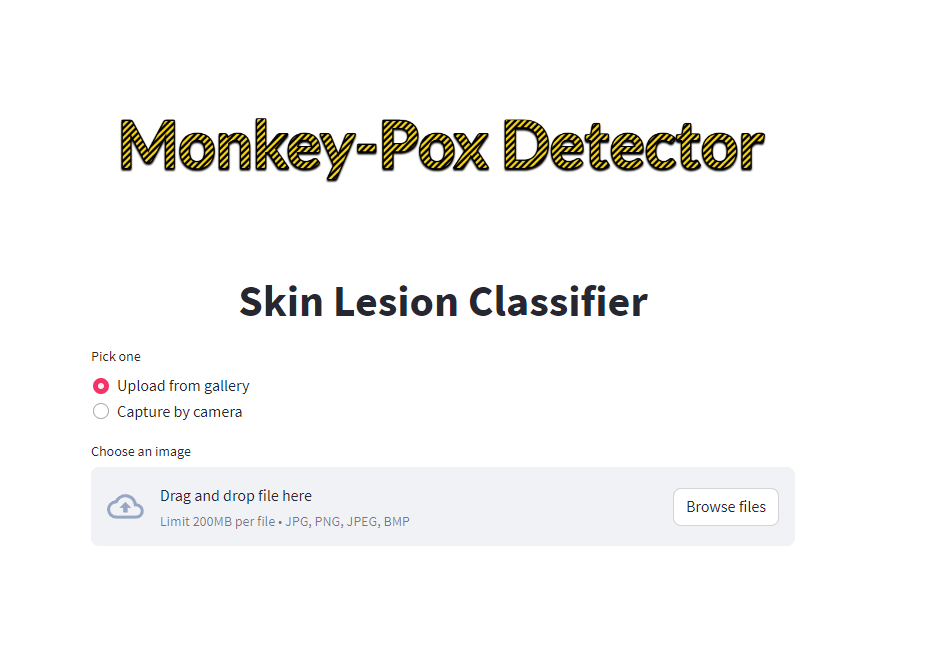 Monkey-Pox Detector
Skin Lesion Classifier
Pick one
Upload from gallery
Capture by camera
Choose an image
Drag and drop file here
Limit 200MB per file • JPG, PNG, JPEG, BMP
Browse files